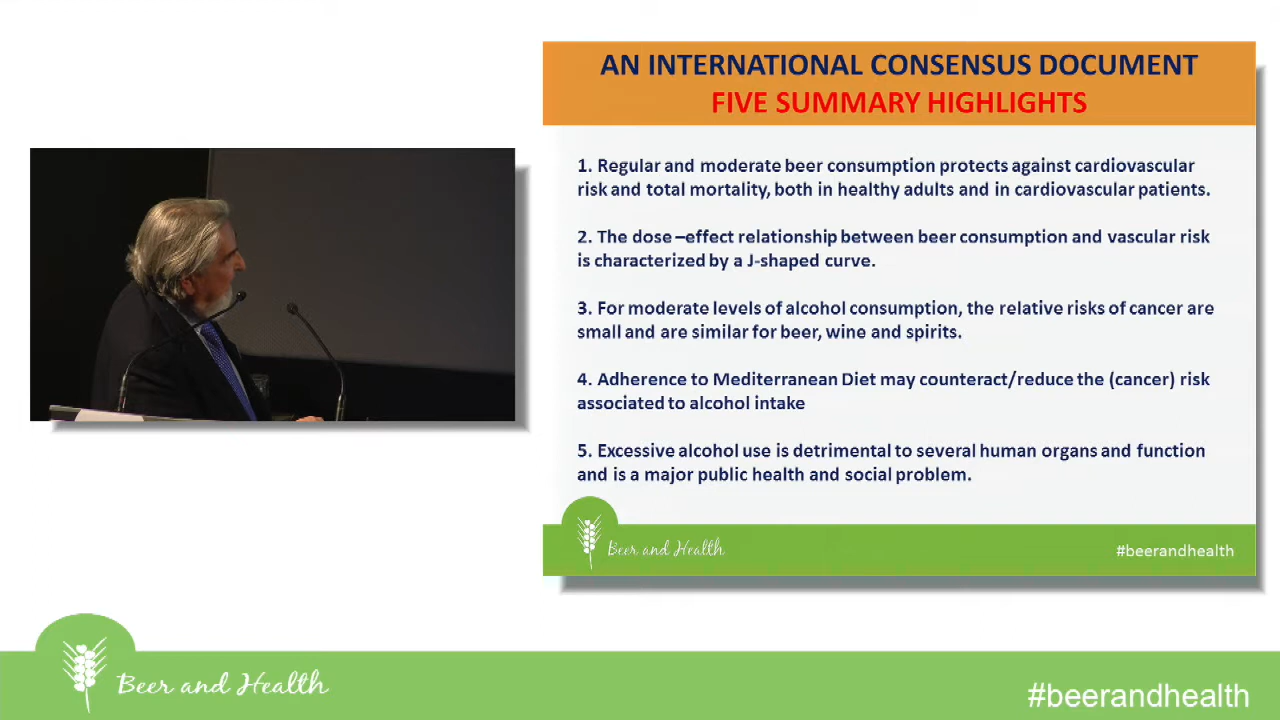 AN INTERNATIONAL CONSENSUS DOCUMENT
FIVE SUMMARY HIGHLIGHTS
1. Regular and moderate beer consumption protects against cardiovascular
risk and total mortality, both in healthy adults and in cardiovascular patients.
2. The dose –effect relationship between beer consumption and vascular risk
is characterized by a J-shaped curve.
3. For moderate levels of alcohol consumption, the relative risks of cancer are
small and are similar for beer, wine and spirits.
4. Adherence to Mediterranean Diet may counteract/reduce the (cancer) risk
associated to alcohol intake
5. Excessive alcohol use is detrimental to several human organs and function
and is a major public health and social problem.
Beer and Health
#beerandhealth
Beer and Health
#beerandhealth